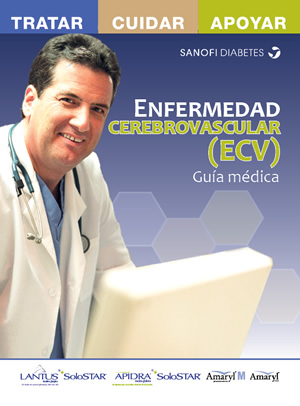 TRATAR CUIDAR APOYAR
SANOFI DIABETES
ENFERMEDAD
CEREBROVASCULAR
(ECV)
Guía médica
LANTUS SoloSTAR APIDRA SoloSTAR Amaryl M Amaryl